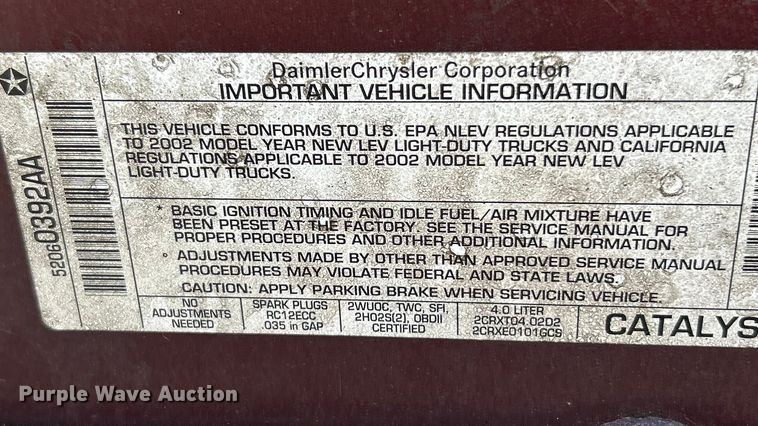 DaimlerChrysler Corporation
IMPORTANT VEHICLE INFORMATION
THIS VEHICLE CONFORMS TO U.S. EPA NLEV REGULATIONS APPLICABLE
TO 2002 MODEL YEAR NEW LEV LIGHT-DUTY TRUCKS AND CALIFORNIA
REGULATIONS APPLICABLE TO 2002 MODEL YEAR NEW LEV
LIGHT-DUTY TRUCKS.
* BASIC IGNITION TIMING AND IDLE FUEL/AIR MIXTURE HAVE
BEEN PRESET AT THE FACTORY. SEE THE SERVICE MANUAL FOR
PROPER PROCEDURES AND OTHER ADDITIONAL INFORMATION.
* ADJUSTMENTS MADE BY OTHER THAN APPROVED SERVICE MANUAL
PROCEDURES MAY VIOLATE FEDERAL AND STATE LAWS.
CAUTION: APPLY PARKING BRAKE WHEN SERVICING VEHICLE.
NO
ADJUSTMENTS
NEEDED
SPARK PLUGS
RC12ECC
.035 in GAP
2WUOC, TWC, SFI,
2HO2S(2), OBDII
CERTIFIED
4.0 LITER
2CRXT04.02D2
2CRXE0101GC9
CATALYS
52060392AA
Purple Wave Auction